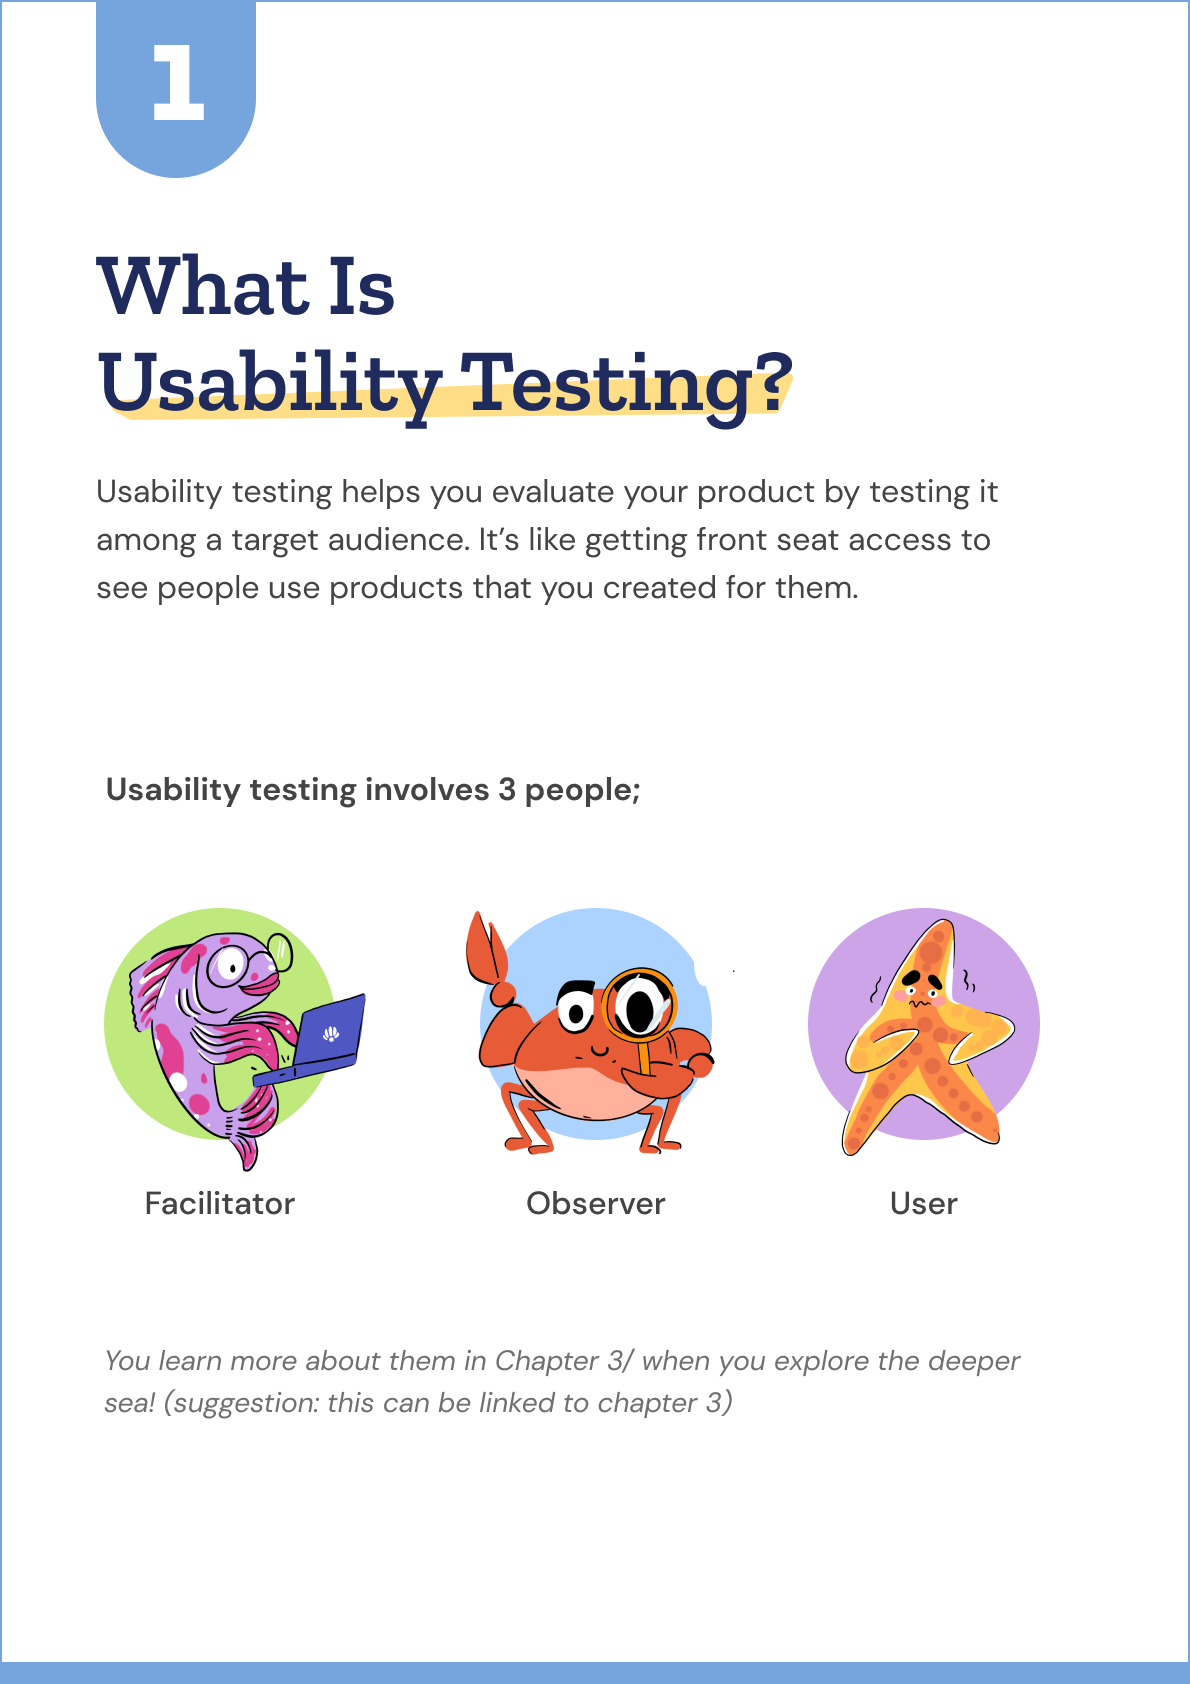 1
What Is
Usability Testing?
Usability testing helps you evaluate your product by testing it
among a target audience. It’s like getting front seat access to
see people use products that you created for them.
Usability testing involves 3 people;
Facilitator
Observer
User
You learn more about them in Chapter 3/ when you explore the deeper
sea! (suggestion: this can be linked to chapter 3)